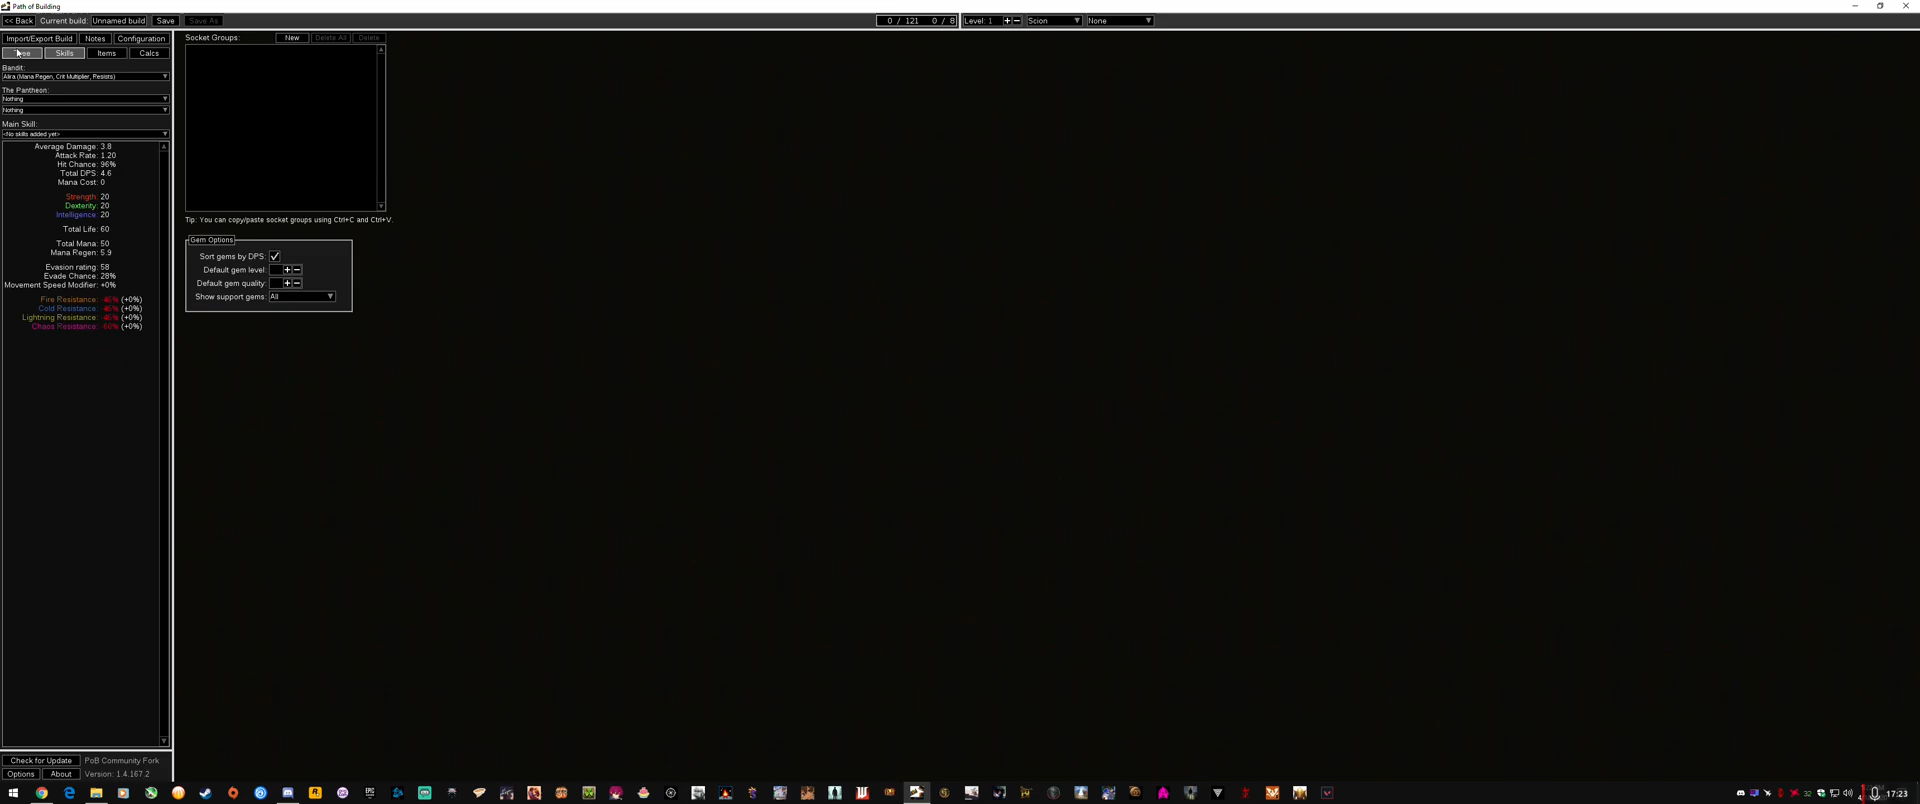 Path of Building
<< Back Current build: Unnamed build Save Save As 0 / 121 0 / 8 Level: 1 + − Scion None
Import/Export Build Notes Configuration
Tree Skills Items Calcs
Bandit:
Alira (Mana Regen, Crit Multiplier, Resists)
The Pantheon:
Nothing
Nothing
Main Skill:
<No skills added yet>
Average Damage: 3.8
Attack Rate: 1.20
Hit Chance: 96%
Total DPS: 4.6
Mana Cost: 0
Strength: 20
Dexterity: 20
Intelligence: 20
Total Life: 60
Total Mana: 50
Mana Regen: 5.9
Evasion rating: 58
Evade Chance: 28%
Movement Speed Modifier: +0%
Fire Resistance: (+0%)
Cold Resistance: (+0%)
Lightning Resistance: (+0%)
Chaos Resistance: (+0%)
Check for Update PoB Community Fork
Options About Version: 1.4.167.2
Socket Groups: New Delete All Delete
Tip: You can copy/paste socket groups using Ctrl+C and Ctrl+V.
Gem Options
Sort gems by DPS:
Default gem level: + −
Default gem quality: + −
Show support gems: All
17:23